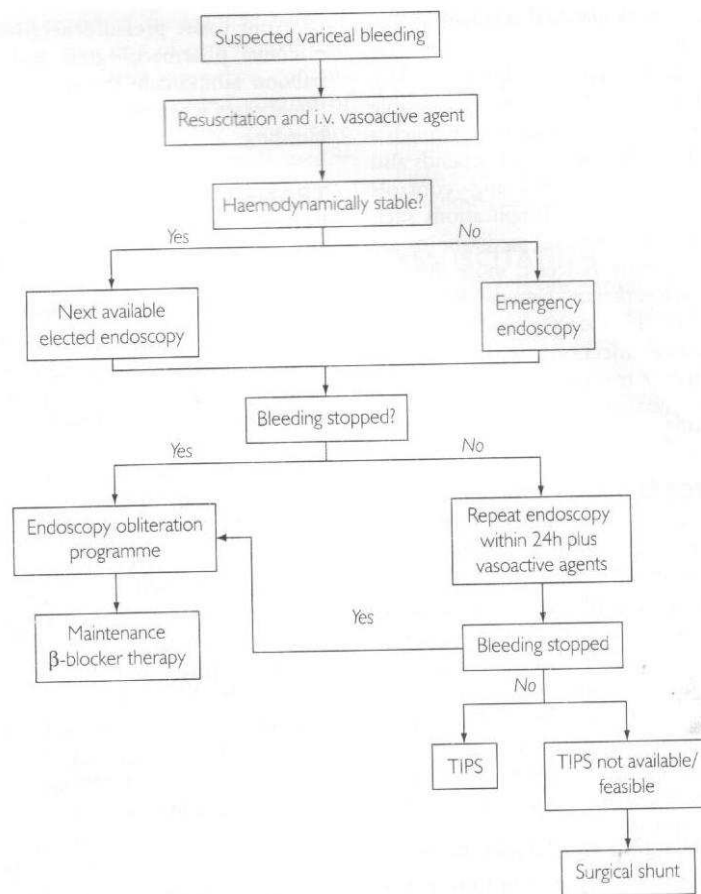 Suspected variceal bleeding
Resuscitation and i.v. vasoactive agent
Haemodynamically stable?
Yes
No
Next available
elected endoscopy
Emergency
endoscopy
Bleeding stopped?
Yes
No
Endoscopy obliteration
programme
Repeat endoscopy
within 24h plus
vasoactive agents
Maintenance
β-blocker therapy
Yes
Bleeding stopped
No
TIPS
TIPS not available/
feasible
Surgical shunt